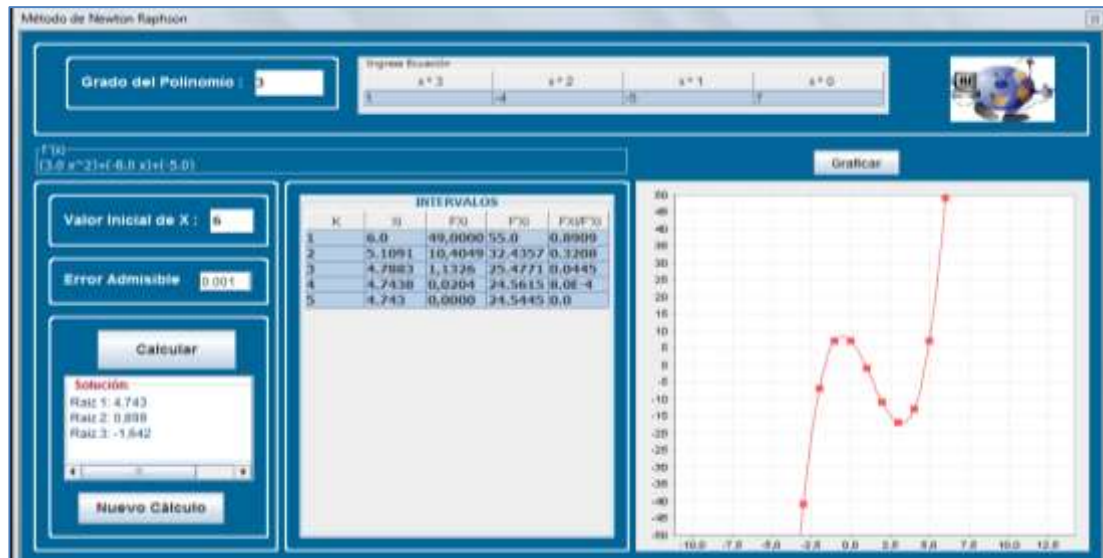 Método de Newton Raphson
Grado del Polinomio : 3
Ingrese Ecuación
x^3 x^2 x^1 x^0
1 -4 -5 7
F'(x)
(3.0 x^2)+(-8.0 x)+(-5.0)
Graficar
Valor Inicial de X : 6
Error Admisible 0.001
Calcular
Solución:
Raiz 1: 4.743
Raiz 2: 0,898
Raiz 3: -1,642
Nuevo Cálculo
INTERVALOS
K Xi F'Xi F'Xi/F'Xi
1 6.0 49,0000 55.0 0.8909
2 5.1091 10,4049 32.4357 0.3208
3 4.7883 1,1326 25.4771 0.0445
4 4.7438 0,0204 24.5615 8.0E-4
5 4.743 0,0000 24.5445 0.0
50
45
40
35
30
25
20
15
10
5
0
-5
-10
-15
-20
-25
-30
-35
-40
-45
-50
-10,0 -7,5 -5,0 -2,5 0,0 2,5 5,0 7,5 10,0 12,5